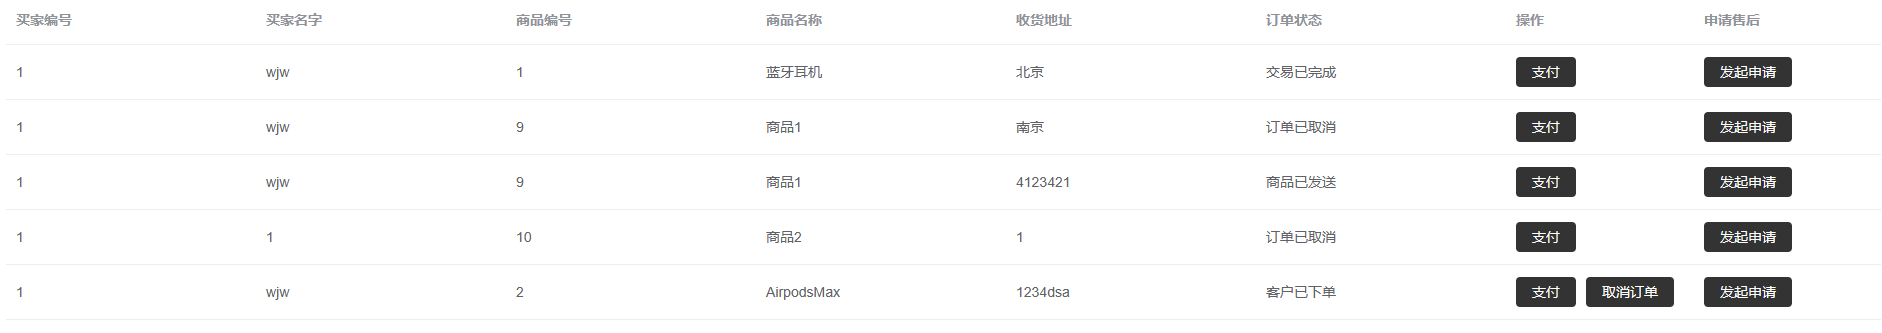 买家编号 买家名字 商品编号 商品名称 收货地址 订单状态 操作 申请售后
1 wjw 1 蓝牙耳机 北京 交易已完成 支付 发起申请
1 wjw 9 商品1 南京 订单已取消 支付 发起申请
1 wjw 9 商品1 4123421 商品已发送 支付 发起申请
1 1 10 商品2 1 订单已取消 支付 发起申请
1 wjw 2 AirpodsMax 1234dsa 客户已下单 支付 取消订单 发起申请